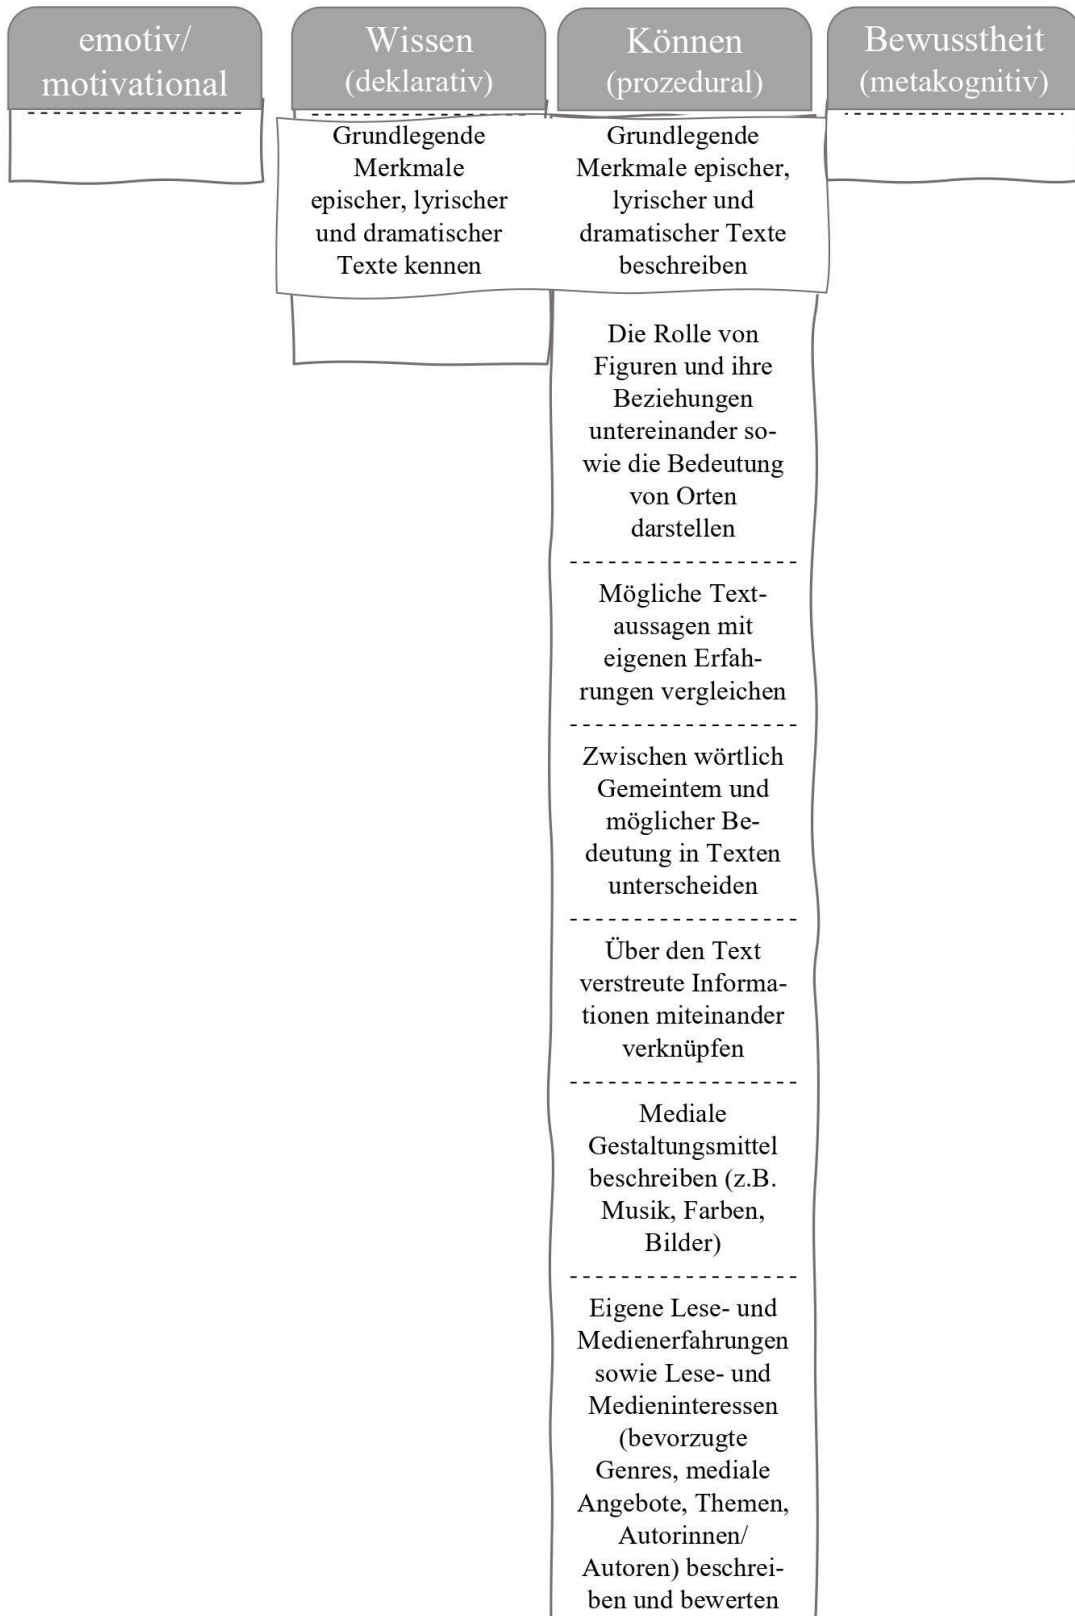 emotiv/
motivational
Wissen
(deklarativ)
Können
(prozedural)
Bewusstheit
(metakognitiv)
Grundlegende
Merkmale
epischer, lyrischer
und dramatischer
Texte kennen
Grundlegende
Merkmale epischer,
lyrischer und
dramatischer Texte
beschreiben
Die Rolle von
Figuren und ihre
Beziehungen
untereinander so-
wie die Bedeutung
von Orten
darstellen
Mögliche Text-
aussagen mit
eigenen Erfah-
rungen vergleichen
Zwischen wörtlich
Gemeintem und
möglicher Be-
deutung in Texten
unterscheiden
Über den Text
verstreute Informa-
tionen miteinander
verknüpfen
Mediale
Gestaltungsmittel
beschreiben (z.B.
Musik, Farben,
Bilder)
Eigene Lese- und
Medienerfahrungen
sowie Lese- und
Medieninteressen
(bevorzugte
Genres, mediale
Angebote, Themen,
Autorinnen/
Autoren) beschrei-
ben und bewerten